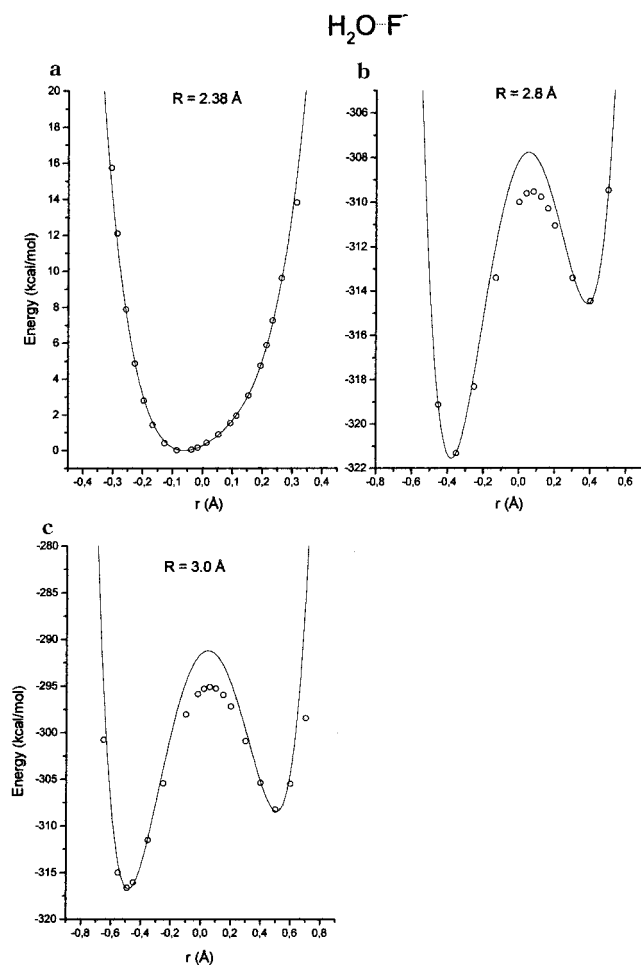 H₂O···F⁻
a
R = 2.38 Å
Energy (kcal/mol)
20
18
16
14
12
10
8
6
4
2
0
-0,4 -0,3 -0,2 -0,1 0,0 0,1 0,2 0,3 0,4
r (Å)
b
R = 2.8 Å
-306
-308
-310
-312
-314
-316
-318
-320
-322
-0,8 -0,6 -0,4 -0,2 0,0 0,2 0,4 0,6 0,8
r (Å)
c
R = 3.0 Å
Energy (kcal/mol)
-280
-285
-290
-295
-300
-305
-310
-315
-320
-0,8 -0,6 -0,4 -0,2 0,0 0,2 0,4 0,6 0,8
r (Å)